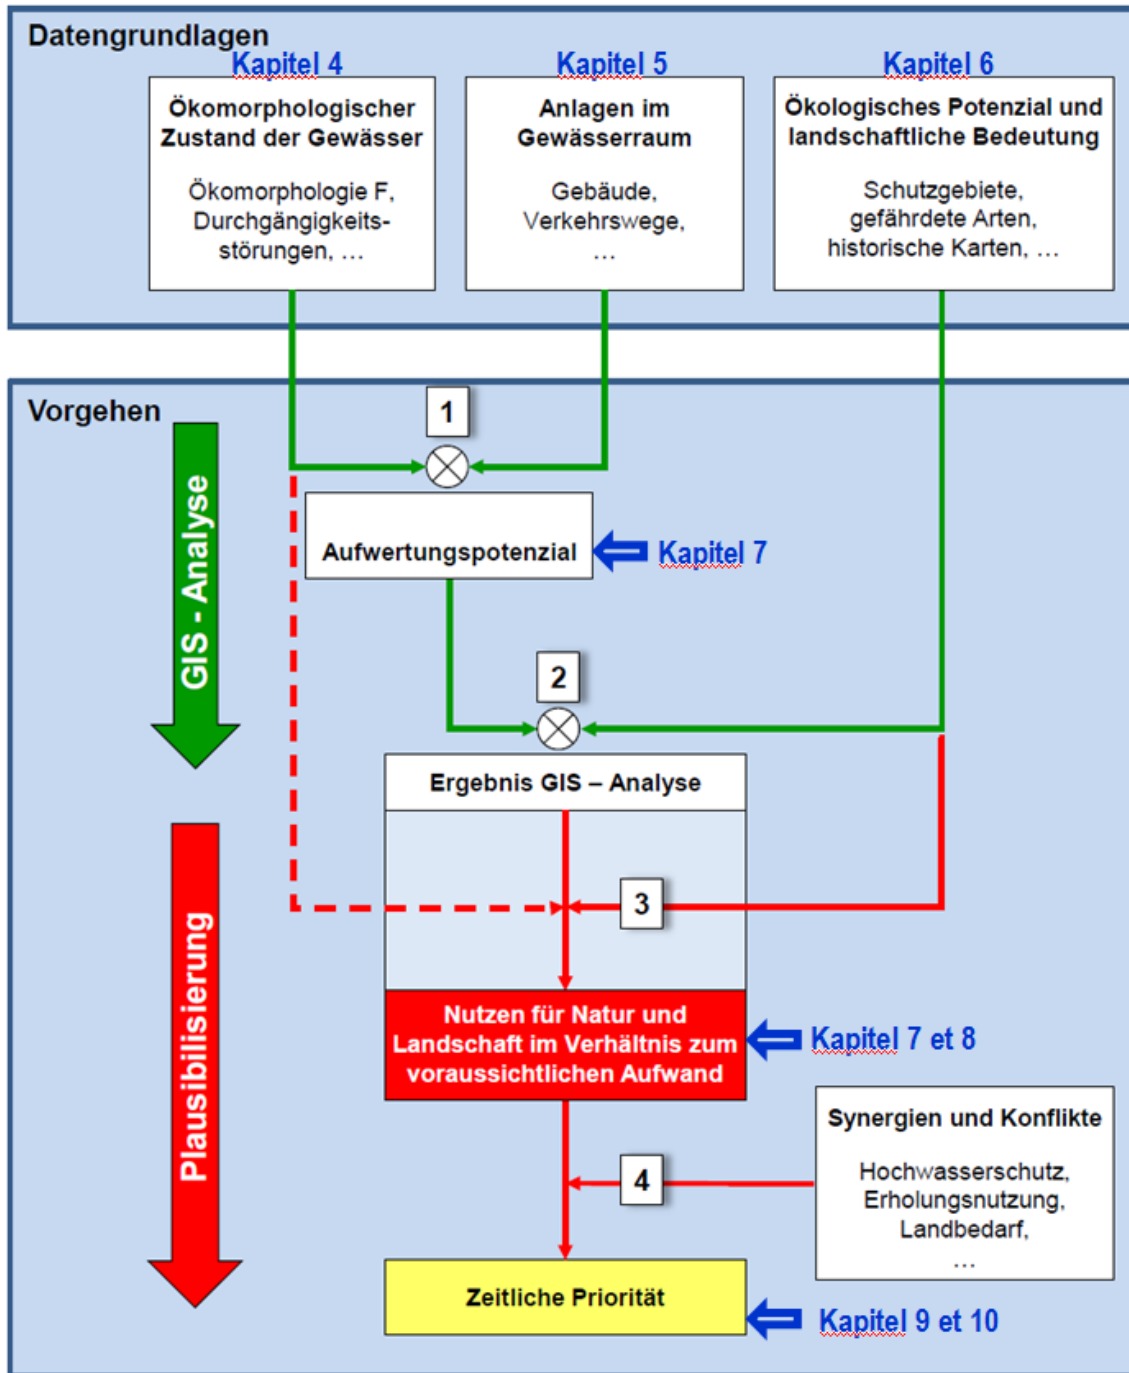 Datengrundlagen
Kapitel 4
Kapitel 5
Kapitel 6
Ökomorphologischer
Zustand der Gewässer
Ökomorphologie F,
Durchgängigkeits-
störungen, ...
Anlagen im
Gewässerraum
Gebäude,
Verkehrswege,
...
Ökologisches Potenzial und
landschaftliche Bedeutung
Schutzgebiete,
gefährdete Arten,
historische Karten, ...
Vorgehen
GIS - Analyse
1
Aufwertungspotenzial
Kapitel 7
2
Ergebnis GIS – Analyse
3
Plausibilisierung
Nutzen für Natur und
Landschaft im Verhältnis zum
voraussichtlichen Aufwand
Kapitel 7 et 8
Synergien und Konflikte
Hochwasserschutz,
Erholungsnutzung,
Landbedarf,
...
4
Zeitliche Priorität
Kapitel 9 et 10